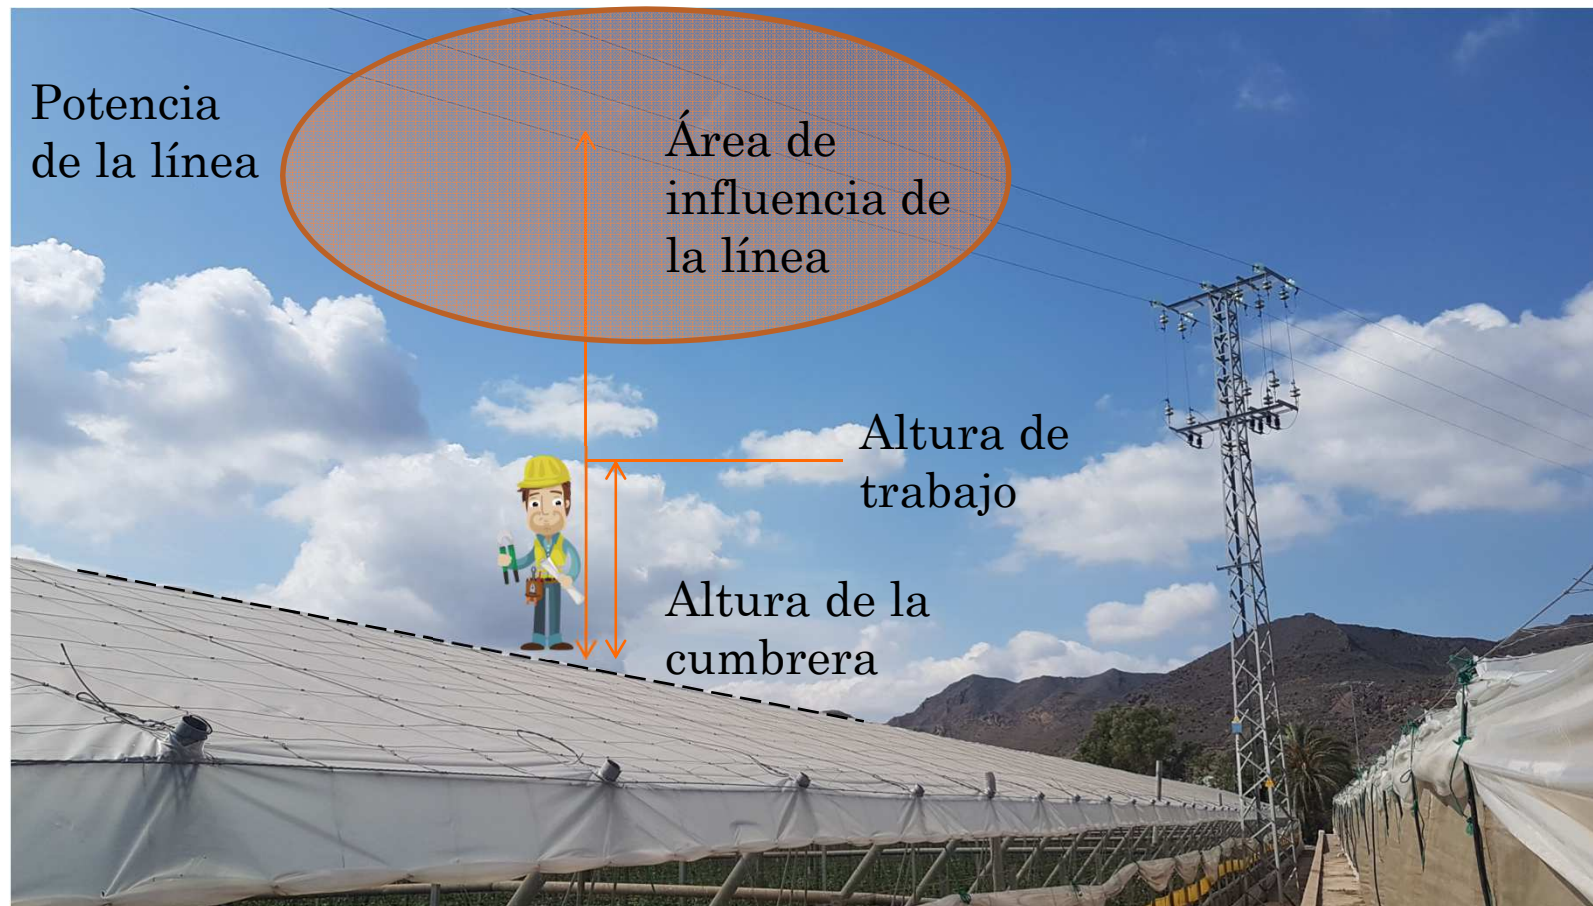 Potencia
de la línea
Área de
influencia de
la línea
Altura de
trabajo
Altura de la
cumbrera